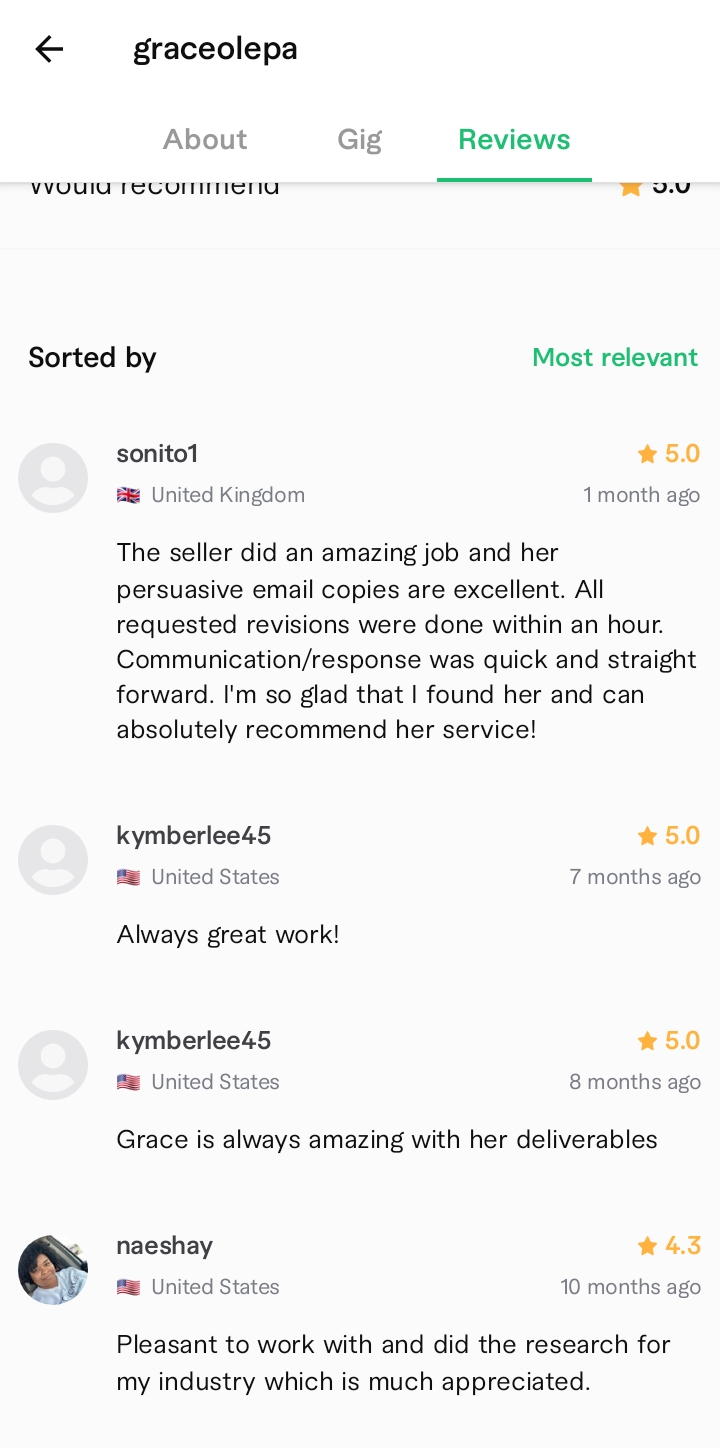 graceolepa
About Gig Reviews
Would recommend 5.0
Sorted by Most relevant
sonito1 5.0
United Kingdom 1 month ago
The seller did an amazing job and her
persuasive email copies are excellent. All
requested revisions were done within an hour.
Communication/response was quick and straight
forward. I'm so glad that I found her and can
absolutely recommend her service!
kymberlee45 5.0
United States 7 months ago
Always great work!
kymberlee45 5.0
United States 8 months ago
Grace is always amazing with her deliverables
naeshay 4.3
United States 10 months ago
Pleasant to work with and did the research for
my industry which is much appreciated.